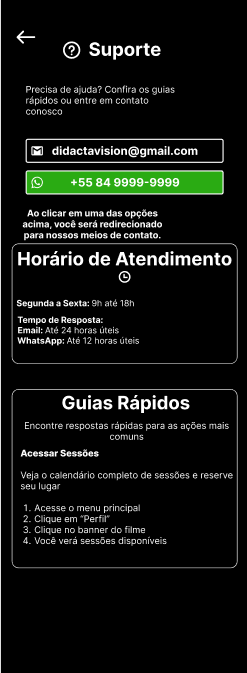 Suporte
Precisa de ajuda? Confira os guias
rápidos ou entre em contato
conosco
didactavision@gmail.com
+55 84 9999-9999
Ao clicar em uma das opções
acima, você será redirecionado
para nossos meios de contato.
Horário de Atendimento
Segunda a Sexta: 9h até 18h
Tempo de Resposta:
Email: Até 24 horas úteis
WhatsApp: Até 12 horas úteis
Guias Rápidos
Encontre respostas rápidas para as ações mais
comuns
Acessar Sessões
Veja o calendário completo de sessões e reserve
seu lugar
1. Acesse o menu principal
2. Clique em “Perfil”
3. Clique no banner do filme
4. Você verá sessões disponíveis